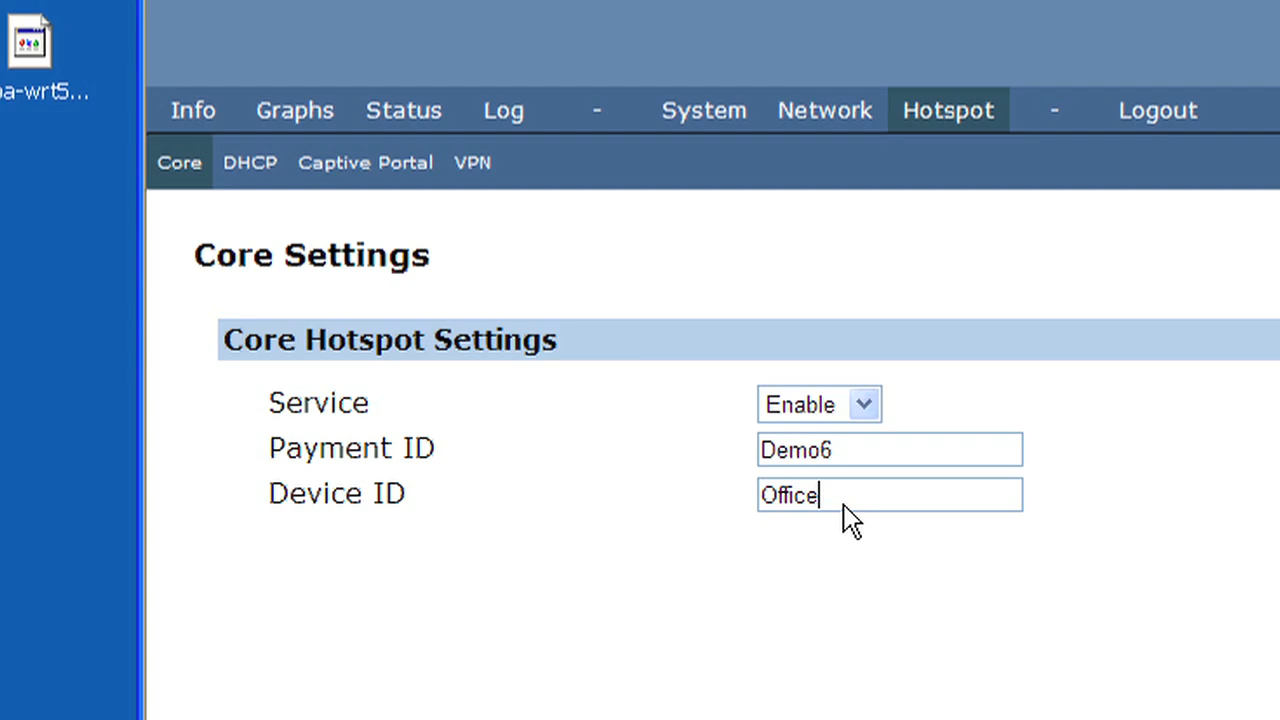 a-wrt5...
Info Graphs Status Log - System Network Hotspot - Logout
Core DHCP Captive Portal VPN
Core Settings
Core Hotspot Settings
Service Enable
Payment ID Demo6
Device ID Office